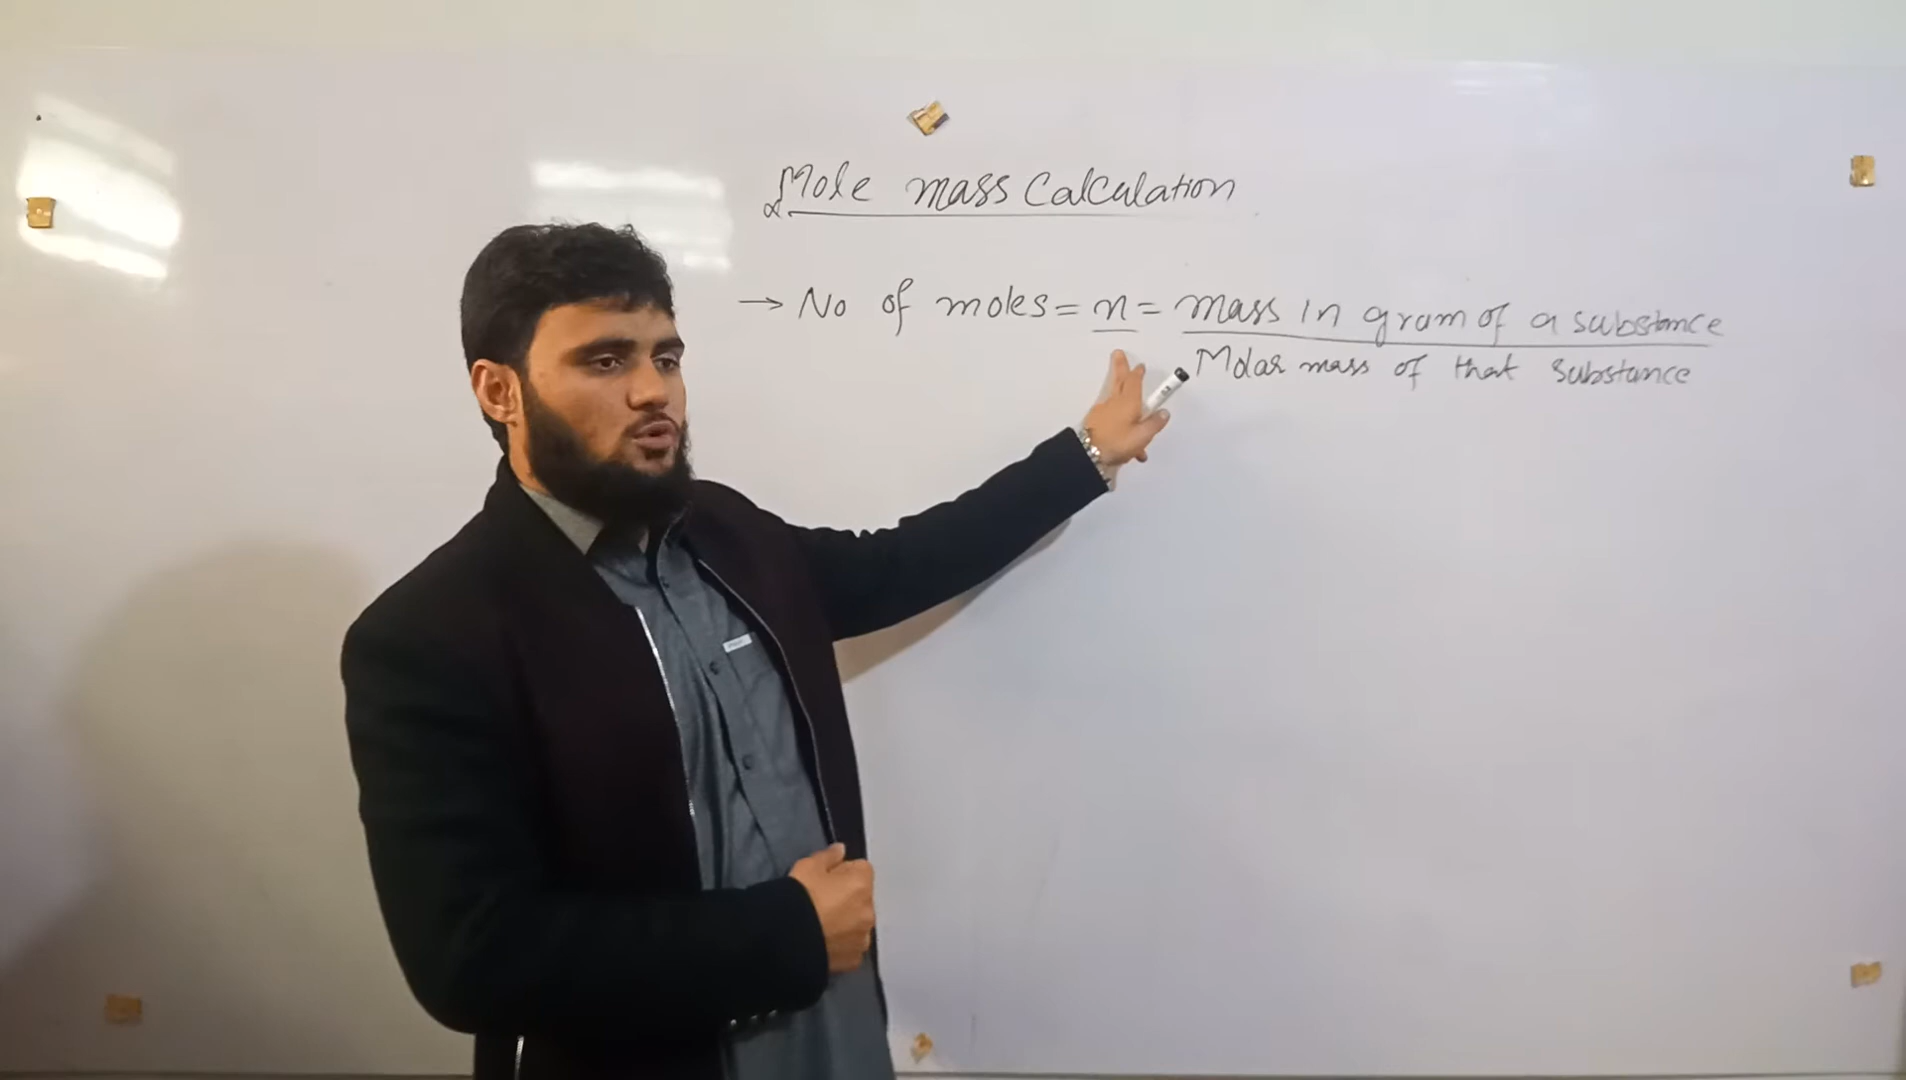 Mole mass Calculation
→ No of moles = n = mass in gram of a substance
Molar mass of that substance